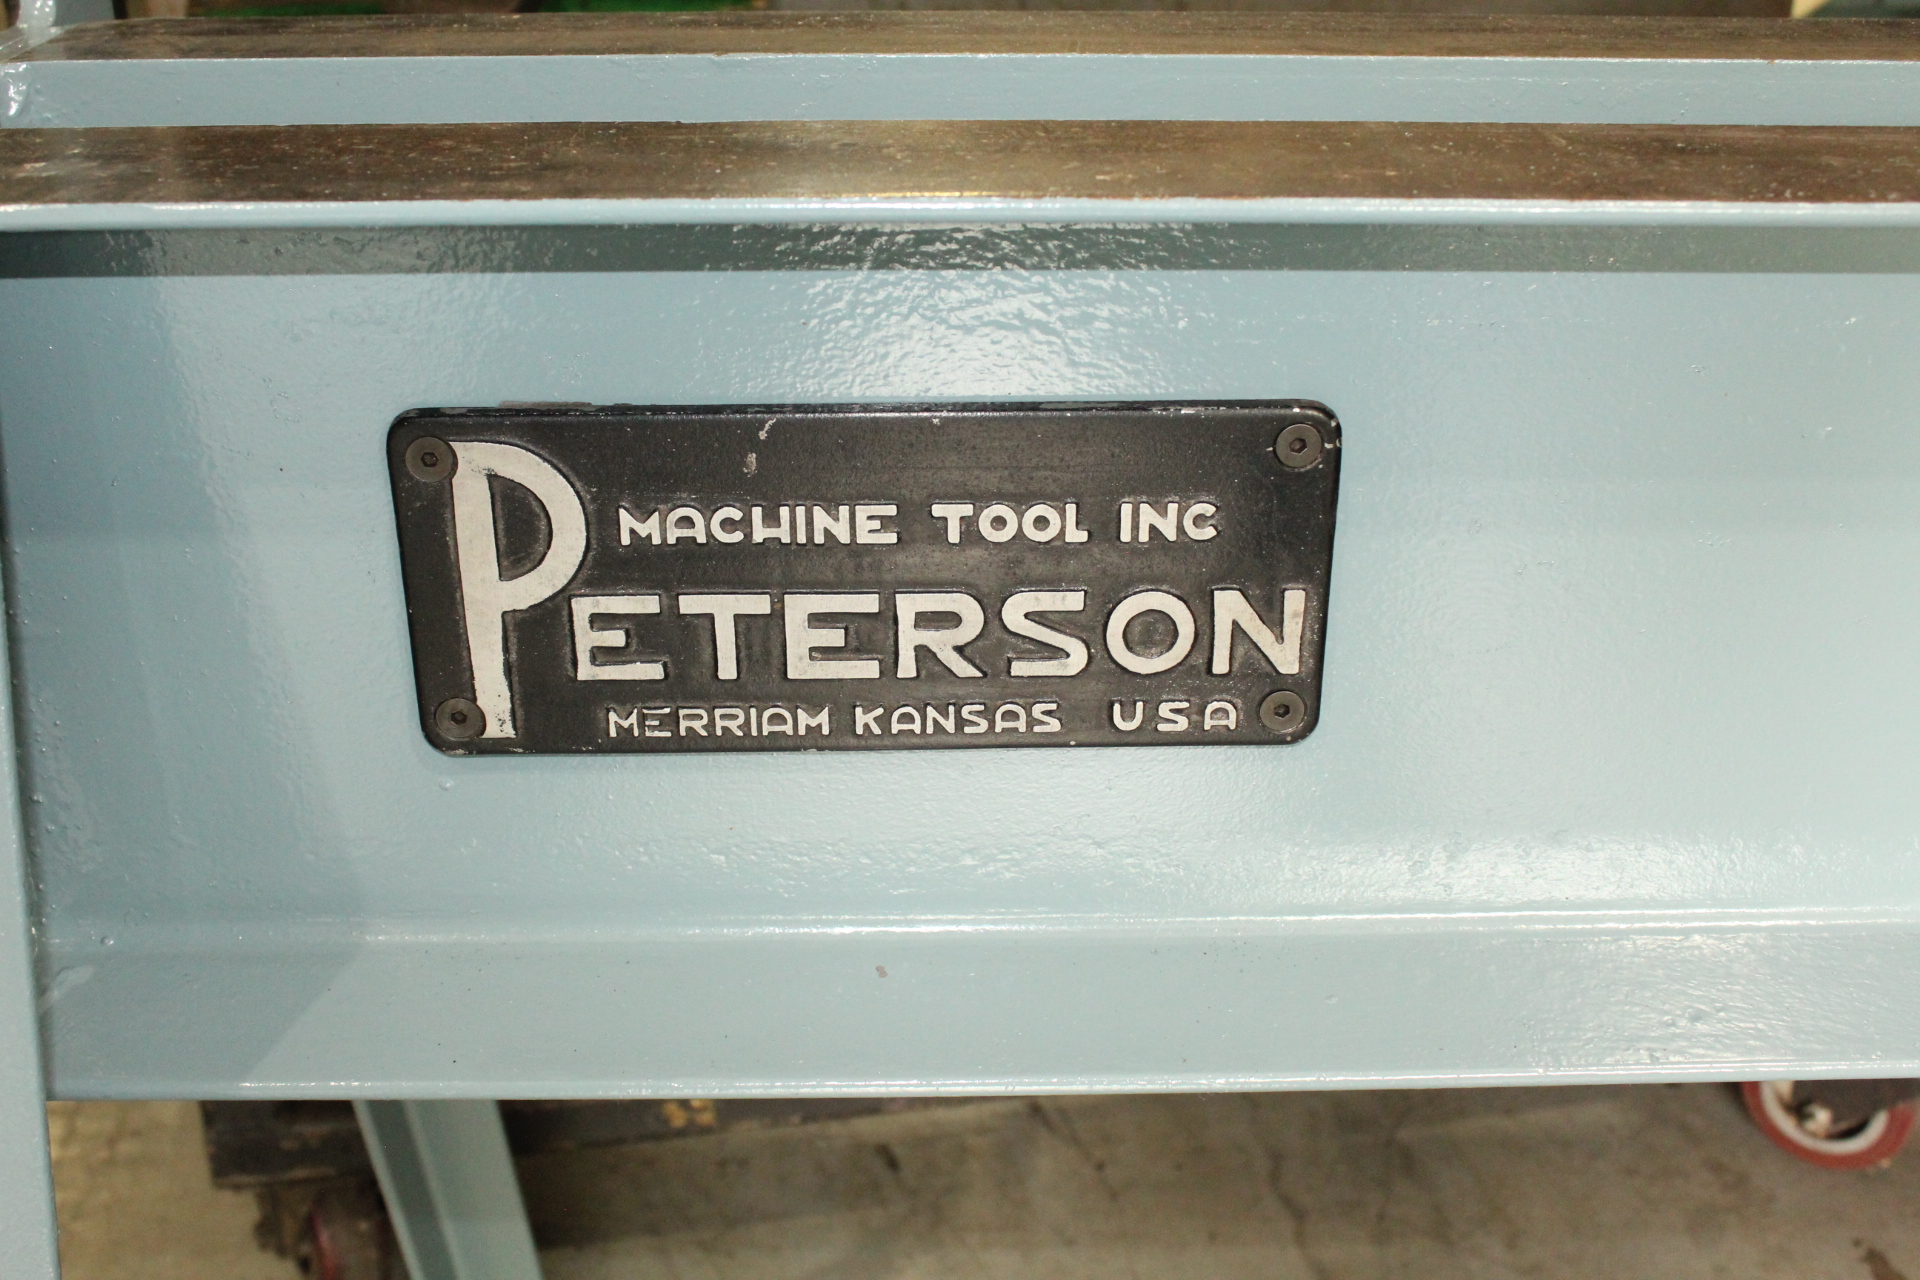 MACHINE TOOL INC
PETERSON
MERRIAM KANSAS USA